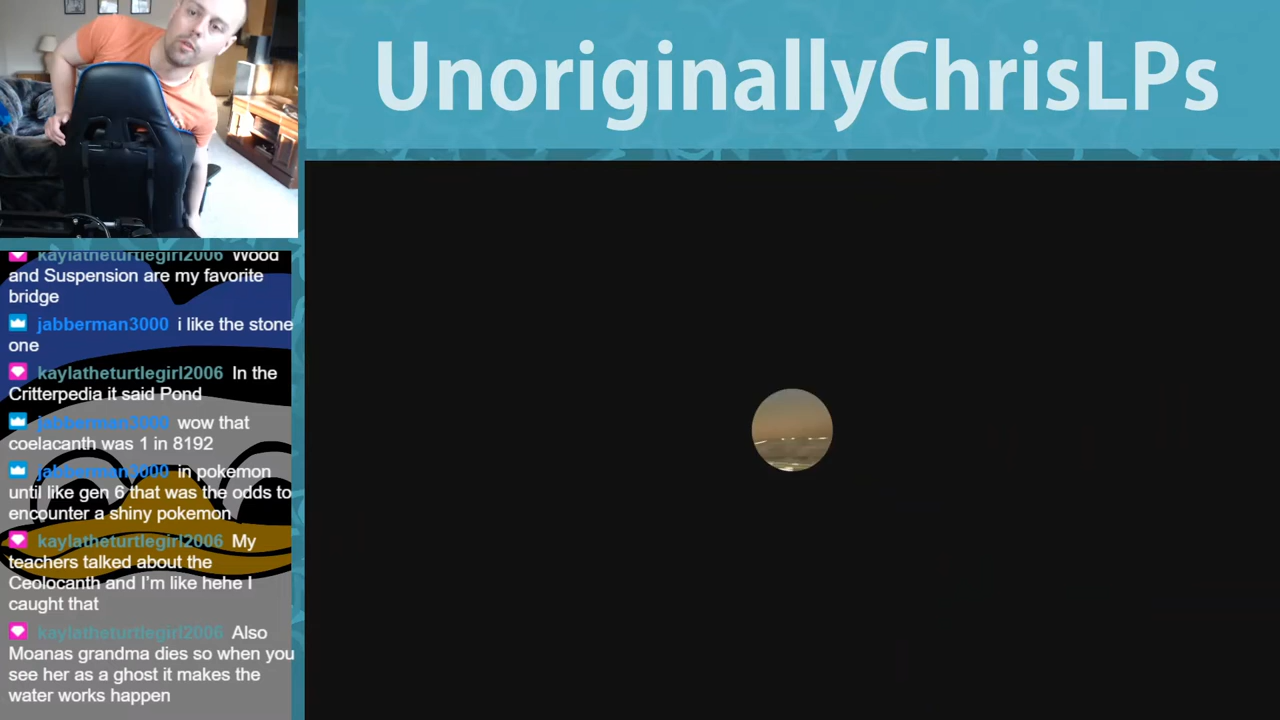 UnoriginallyChrisLPs
kaylatheturtlegirl2006 Wood
and Suspension are my favorite
bridge
jabberman3000 i like the stone
one
kaylatheturtlegirl2006 In the
Critterpedia it said Pond
jabberman3000 wow that
coelacanth was 1 in 8192
jabberman3000 in pokemon
until like gen 6 that was the odds to
encounter a shiny pokemon
kaylatheturtlegirl2006 My
teachers talked about the
Ceolocanth and I'm like hehe I
caught that
kaylatheturtlegirl2006 Also
Moanas grandma dies so when you
see her as a ghost it makes the
water works happen